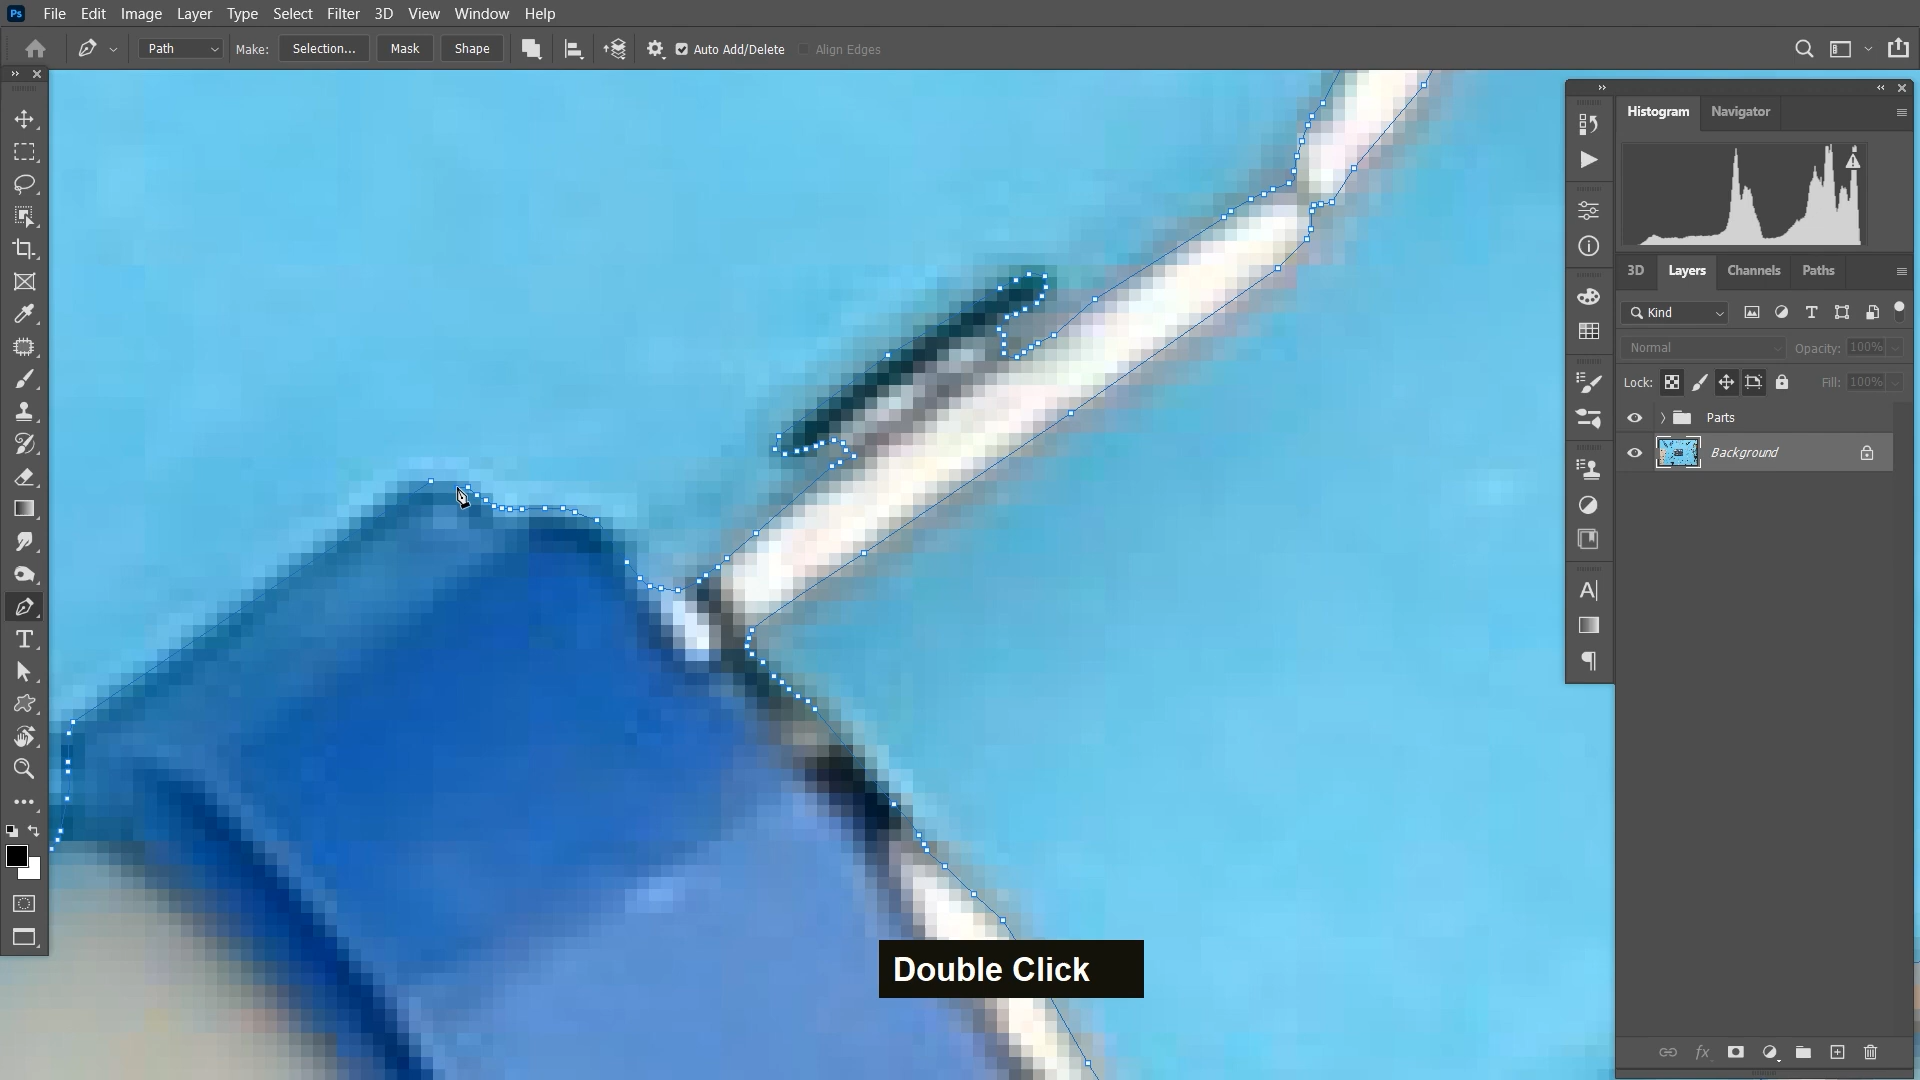 Ps File Edit Image Layer Type Select Filter 3D View Window Help
Path Make: Selection... Mask Shape Auto Add/Delete Align Edges
Histogram Navigator
3D Layers Channels Paths
Kind
Normal Opacity: 100%
Lock: Fill: 100%
Parts
Background
Double Click